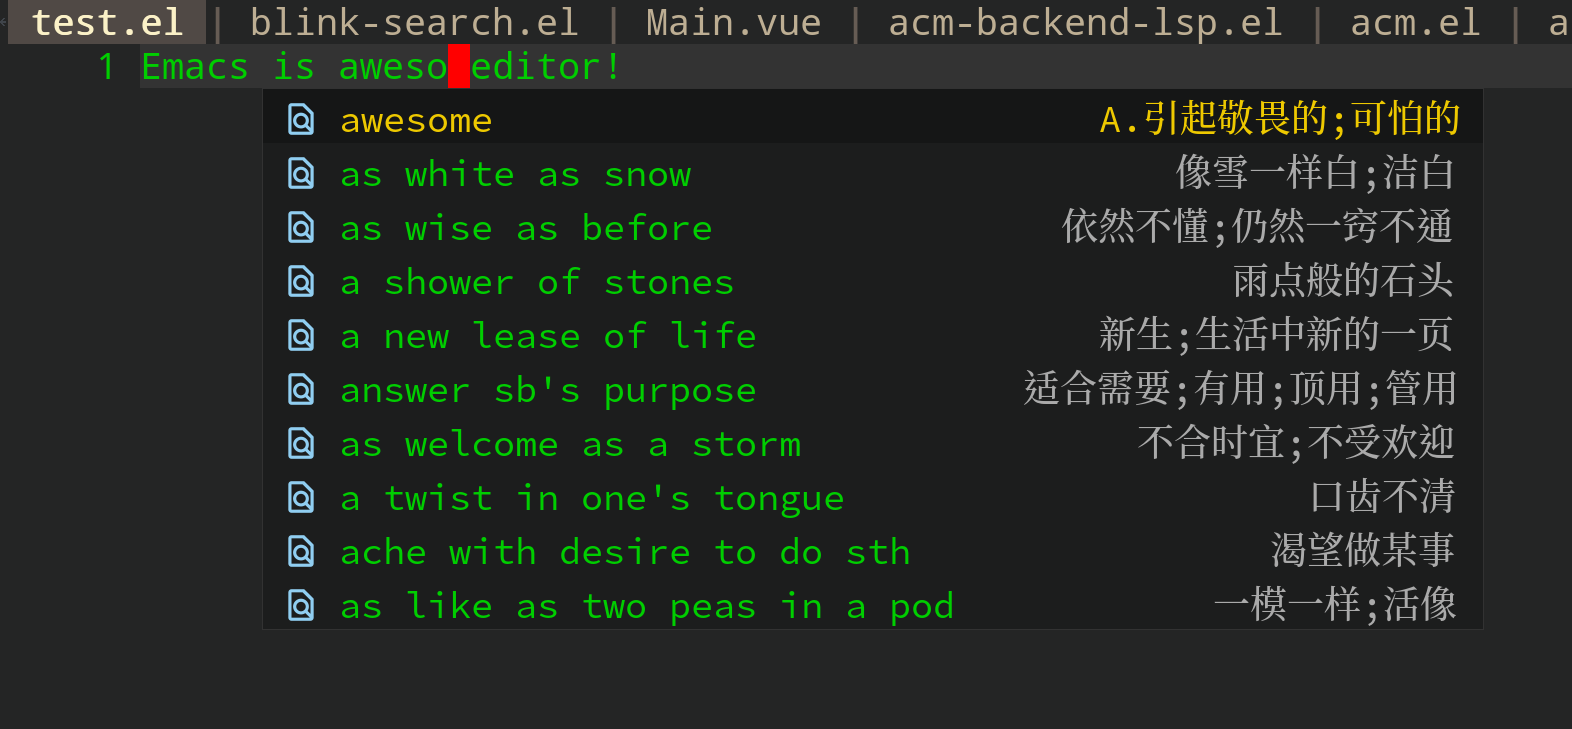 test.el | blink-search.el | Main.vue | acm-backend-lsp.el | acm.el | a
1 Emacs is aweso editor!
awesome A.引起敬畏的;可怕的
as white as snow 像雪一样白;洁白
as wise as before 依然不懂;仍然一窍不通
a shower of stones 雨点般的石头
a new lease of life 新生;生活中新的一页
answer sb's purpose 适合需要;有用;顶用;管用
as welcome as a storm 不合时宜;不受欢迎
a twist in one's tongue 口齿不清
ache with desire to do sth 渴望做某事
as like as two peas in a pod 一模一样;活像